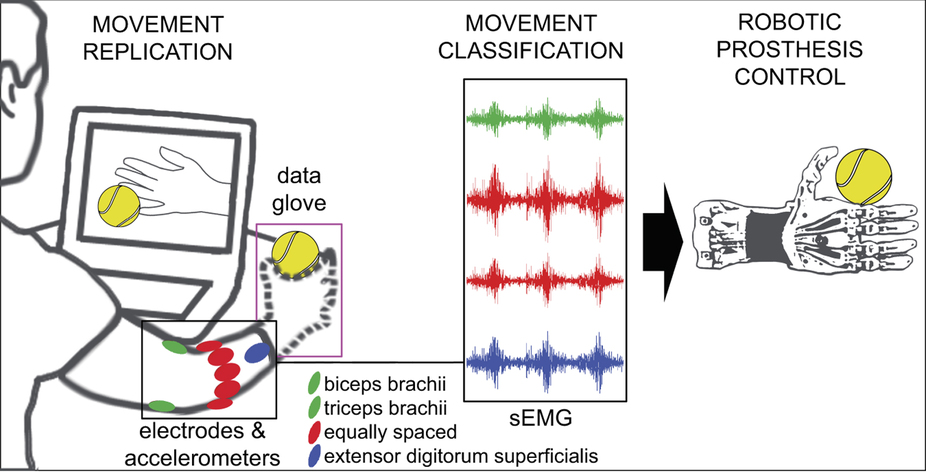 MOVEMENT
REPLICATION
MOVEMENT
CLASSIFICATION
ROBOTIC
PROSTHESIS
CONTROL
data
glove
electrodes &
accelerometers
biceps brachii
triceps brachii
equally spaced
extensor digitorum superficialis
sEMG